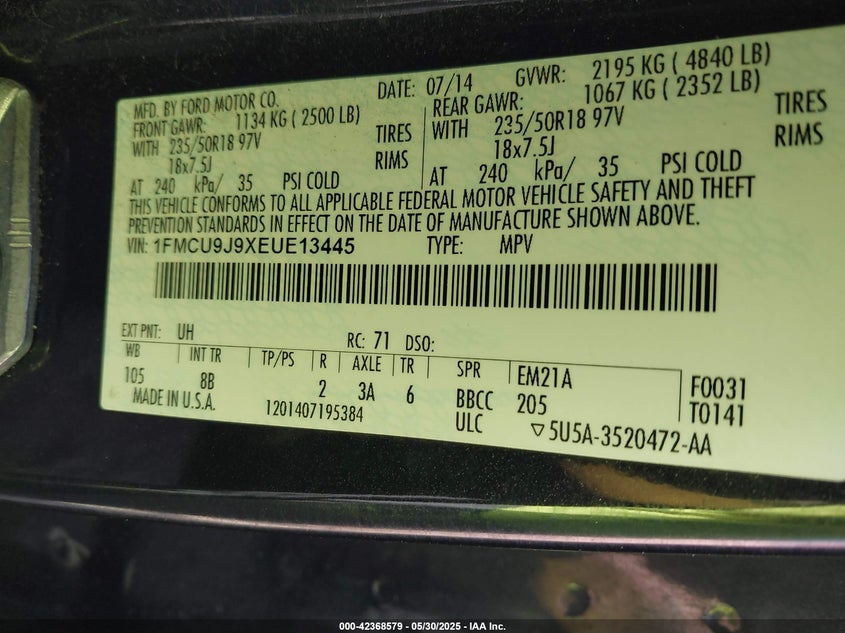 MFD. BY FORD MOTOR CO. DATE: 07/14 GVWR: 2195 KG ( 4840 LB)
FRONT GAWR: 1134 KG ( 2500 LB) REAR GAWR: 1067 KG ( 2352 LB)
WITH 235/50R18 97V TIRES WITH 235/50R18 97V TIRES
18x7.5J RIMS 18x7.5J RIMS
AT 240 kPa/ 35 PSI COLD AT 240 kPa/ 35 PSI COLD
THIS VEHICLE CONFORMS TO ALL APPLICABLE FEDERAL MOTOR VEHICLE SAFETY AND THEFT
PREVENTION STANDARDS IN EFFECT ON THE DATE OF MANUFACTURE SHOWN ABOVE.
VIN: 1FMCU9J9XEUE13445 TYPE: MPV
EXT PNT: UH RC: 71 DSO:
WB INT TR TP/PS R AXLE TR SPR EM21A F0031
105 8B 2 3A 6 BBCC 205 T0141
MADE IN U.S.A. 1201407195384 ULC ▽5U5A-3520472-AA
000-42368579 - 05/30/2025 - IAA Inc.